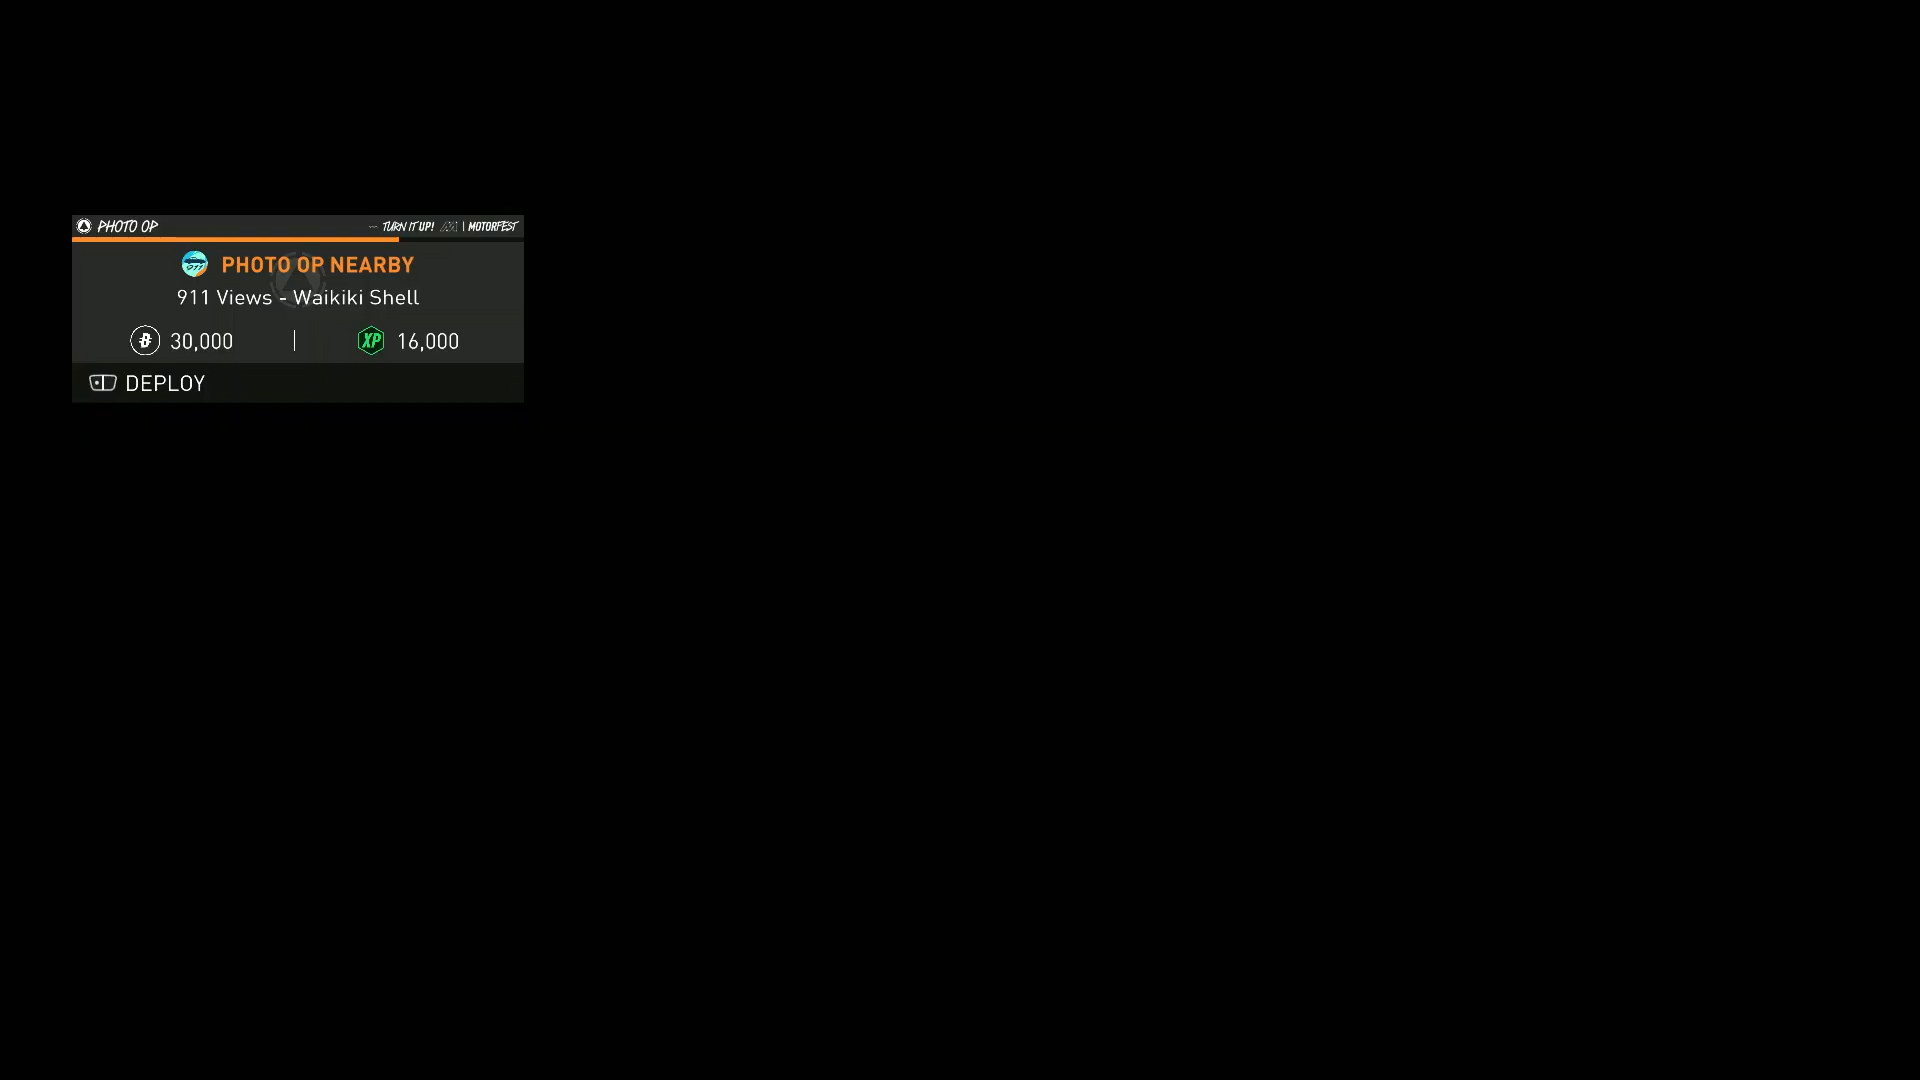 PHOTO OP
TURN IT UP! | MOTORFEST
911
PHOTO OP NEARBY
911 Views - Waikiki Shell
30,000 | XP 16,000
DEPLOY